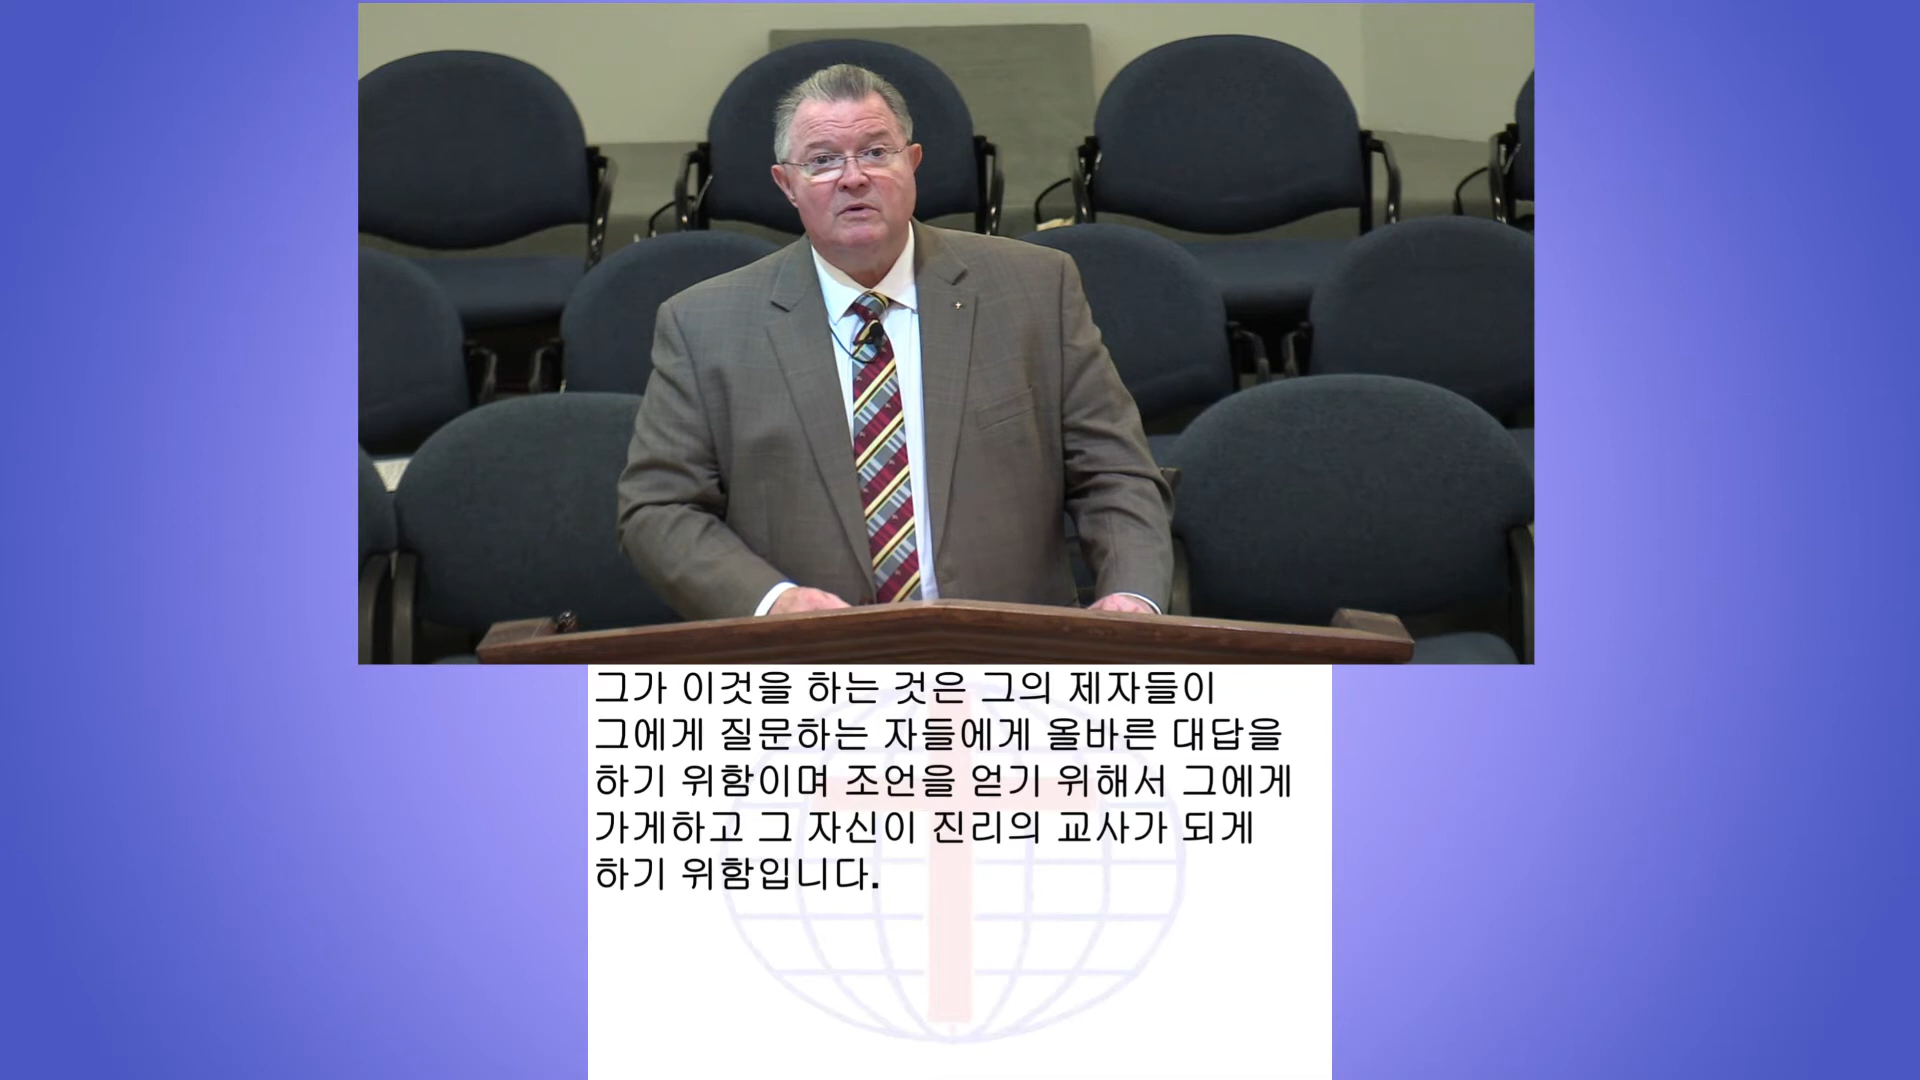 그가 이것을 하는 것은 그의 제자들이
그에게 질문하는 자들에게 올바른 대답을
하기 위함이며 조언을 얻기 위해서 그에게
가게하고 그 자신이 진리의 교사가 되게
하기 위함입니다.